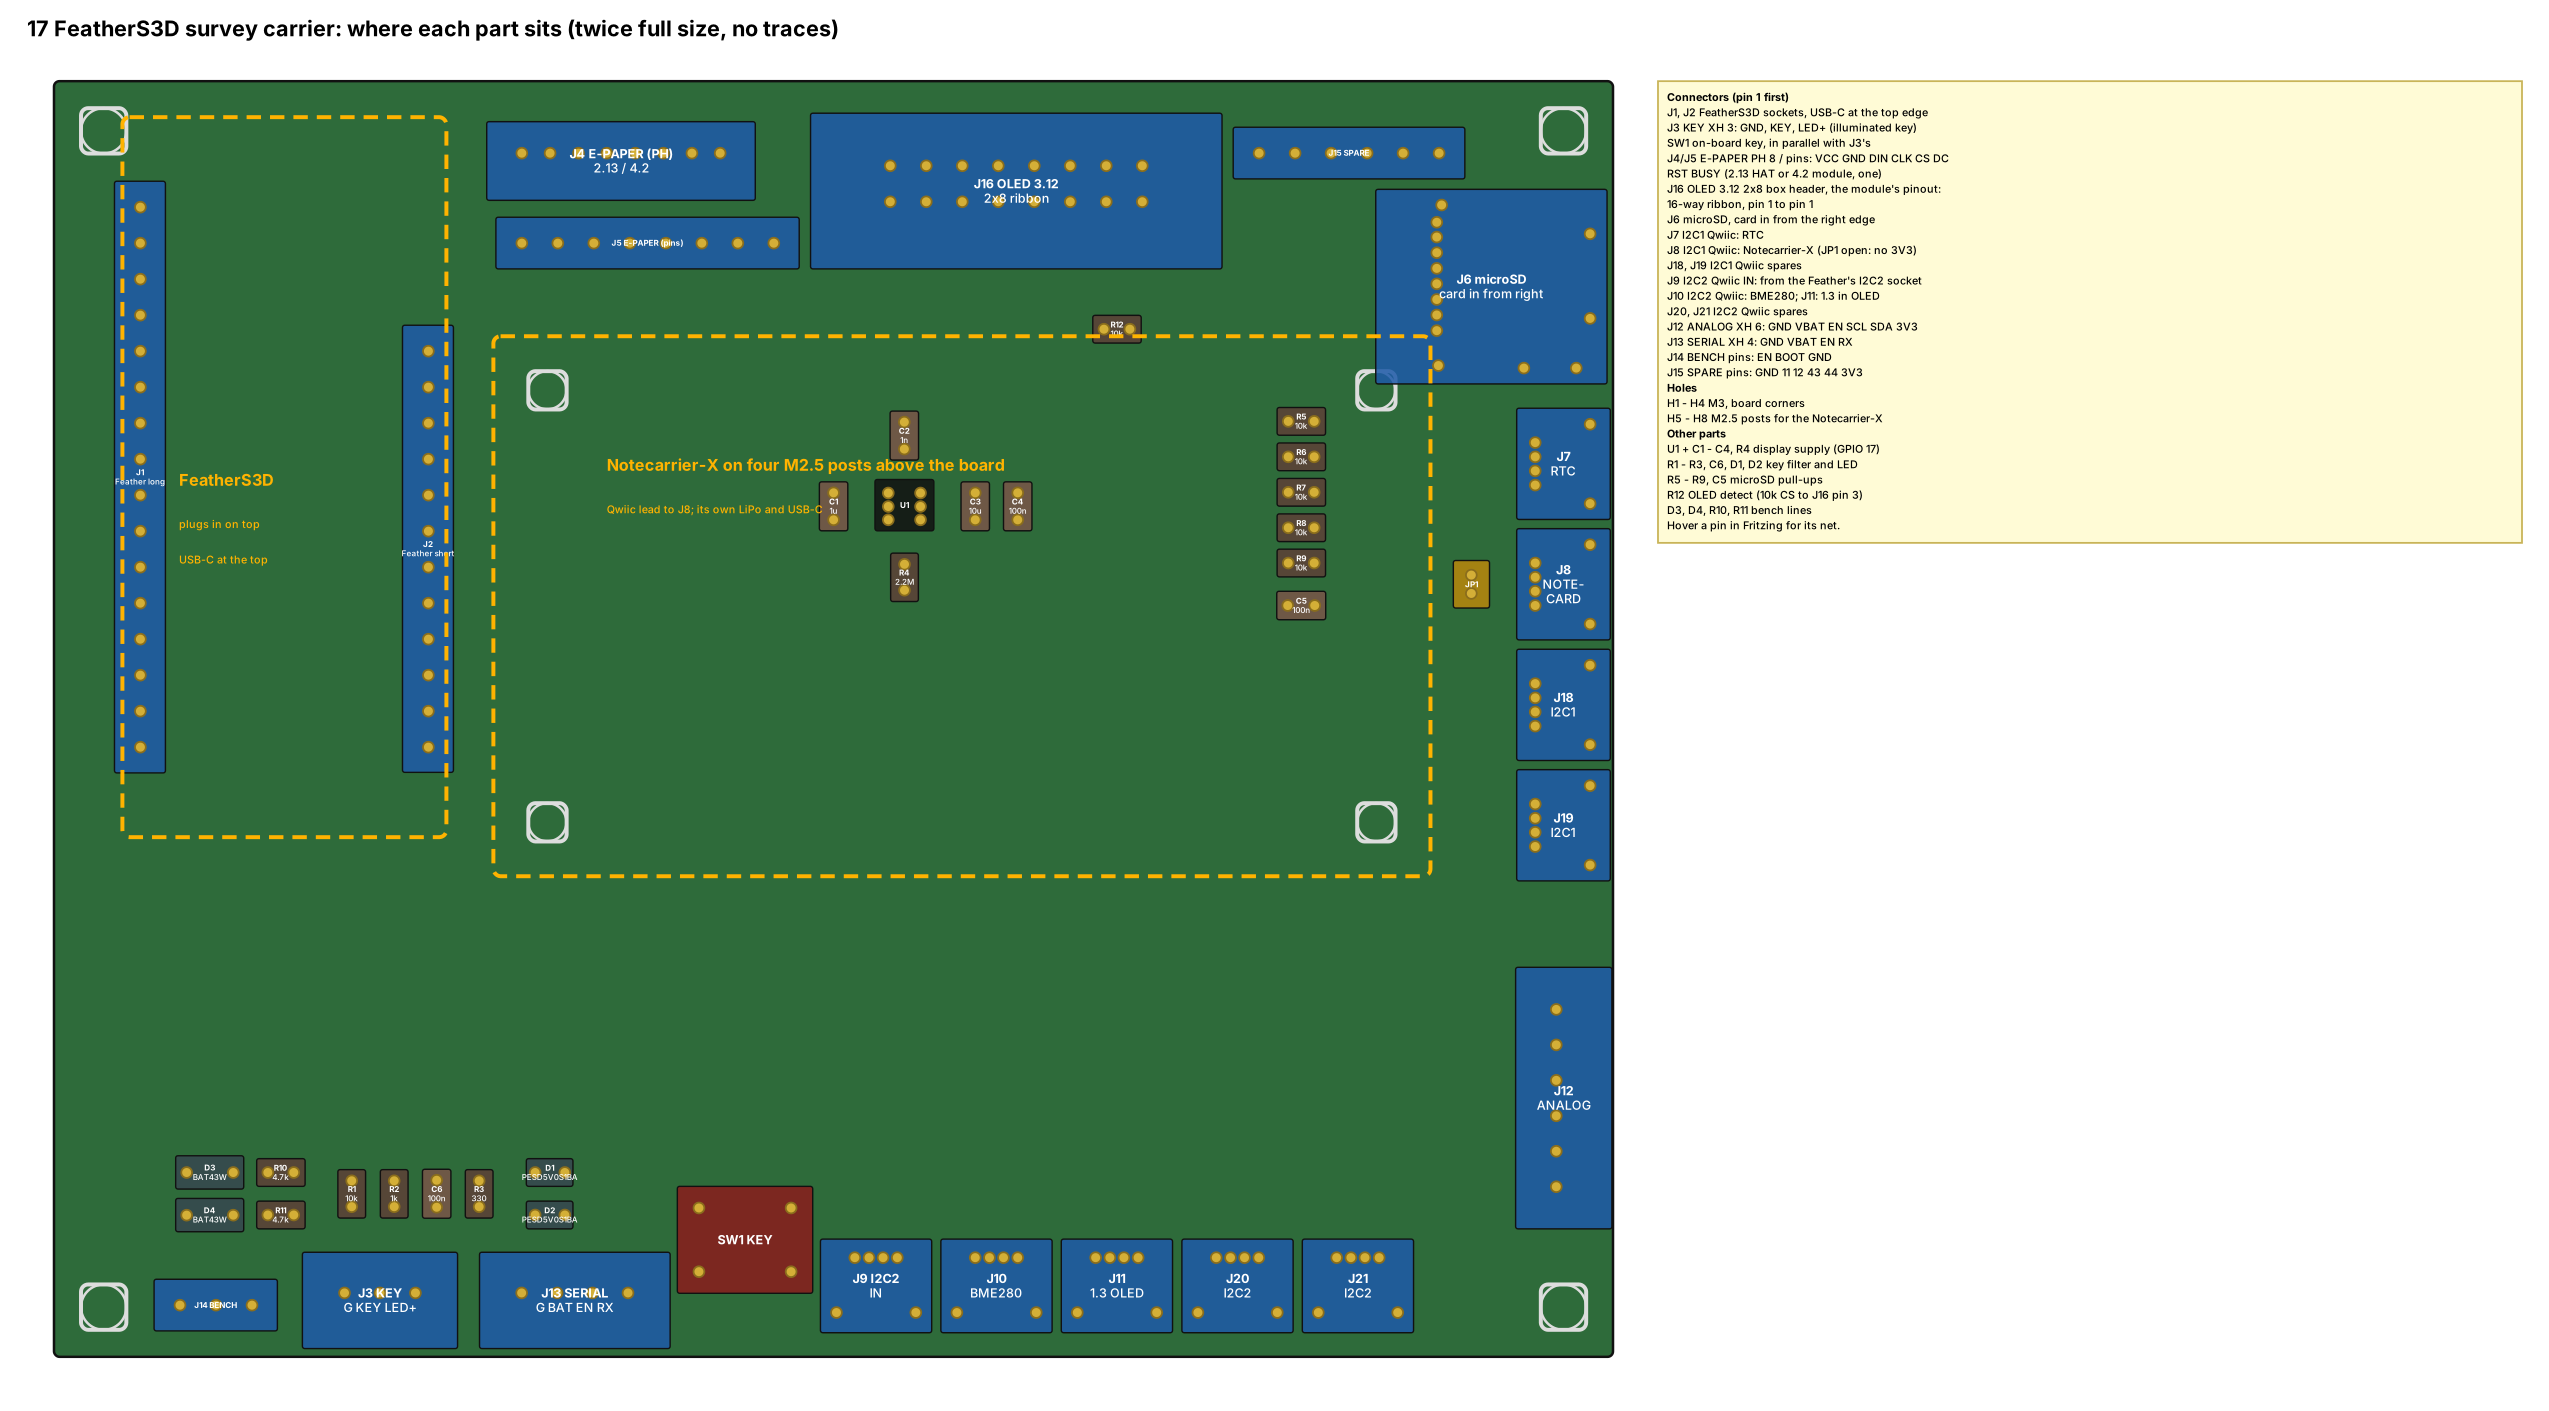 17 FeatherS3D survey carrier: where each part sits (twice full size, no traces)
J4 E-PAPER (PH)
2.13 / 4.2
J5 E-PAPER (pins)
J16 OLED 3.12
2x8 ribbon
J15 SPARE
J6 microSD
card in from right
R12
10k
J1
Feather long
FeatherS3D
plugs in on top
USB-C at the top
J2
Feather short
Notecarrier-X on four M2.5 posts above the board
Qwiic lead to J8; its own LiPo and USB-C
C2
1n
C1
1u
U1
C3
10u
C4
100n
R4
2.2M
R5
10k
R6
10k
R7
10k
R8
10k
R9
10k
C5
100n
JP1
J7
RTC
J8
NOTE-
CARD
J18
I2C1
J19
I2C1
J12
ANALOG
D3
BAT43W
D4
BAT43W
R10
4.7k
R11
4.7k
R1
10k
R2
1k
C6
100n
R3
330
D1
PESD5V0S1BA
D2
PESD5V0S1BA
J14 BENCH
J3 KEY
G KEY LED+
J13 SERIAL
G BAT EN RX
SW1 KEY
J9 I2C2
IN
J10
BME280
J11
1.3 OLED
J20
I2C2
J21
I2C2
Connectors (pin 1 first)
J1, J2 FeatherS3D sockets, USB-C at the top edge
J3 KEY XH 3: GND, KEY, LED+ (illuminated key)
SW1 on-board key, in parallel with J3's
J4/J5 E-PAPER PH 8 / pins: VCC GND DIN CLK CS DC
RST BUSY (2.13 HAT or 4.2 module, one)
J16 OLED 3.12 2x8 box header, the module's pinout:
16-way ribbon, pin 1 to pin 1
J6 microSD, card in from the right edge
J7 I2C1 Qwiic: RTC
J8 I2C1 Qwiic: Notecarrier-X (JP1 open: no 3V3)
J18, J19 I2C1 Qwiic spares
J9 I2C2 Qwiic IN: from the Feather's I2C2 socket
J10 I2C2 Qwiic: BME280; J11: 1.3 in OLED
J20, J21 I2C2 Qwiic spares
J12 ANALOG XH 6: GND VBAT EN SCL SDA 3V3
J13 SERIAL XH 4: GND VBAT EN RX
J14 BENCH pins: EN BOOT GND
J15 SPARE pins: GND 11 12 43 44 3V3
Holes
H1 - H4 M3, board corners
H5 - H8 M2.5 posts for the Notecarrier-X
Other parts
U1 + C1 - C4, R4 display supply (GPIO 17)
R1 - R3, C6, D1, D2 key filter and LED
R5 - R9, C5 microSD pull-ups
R12 OLED detect (10k CS to J16 pin 3)
D3, D4, R10, R11 bench lines
Hover a pin in Fritzing for its net.